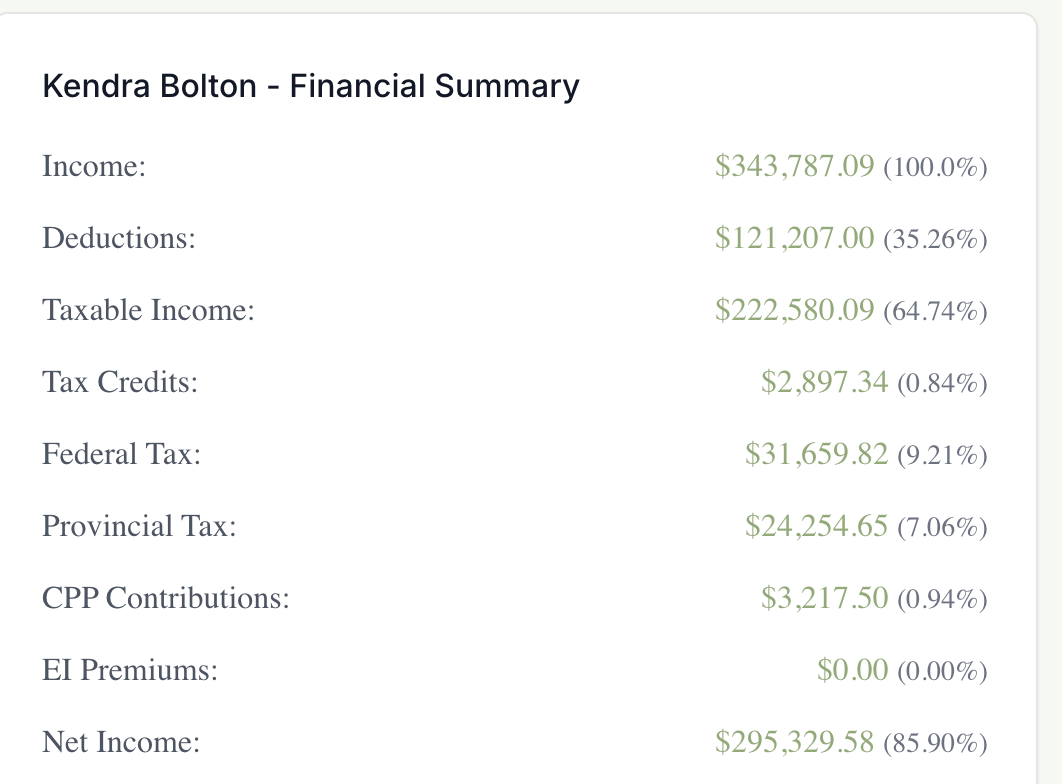 Kendra Bolton - Financial Summary
Income: $343,787.09 (100.0%)
Deductions: $121,207.00 (35.26%)
Taxable Income: $222,580.09 (64.74%)
Tax Credits: $2,897.34 (0.84%)
Federal Tax: $31,659.82 (9.21%)
Provincial Tax: $24,254.65 (7.06%)
CPP Contributions: $3,217.50 (0.94%)
EI Premiums: $0.00 (0.00%)
Net Income: $295,329.58 (85.90%)